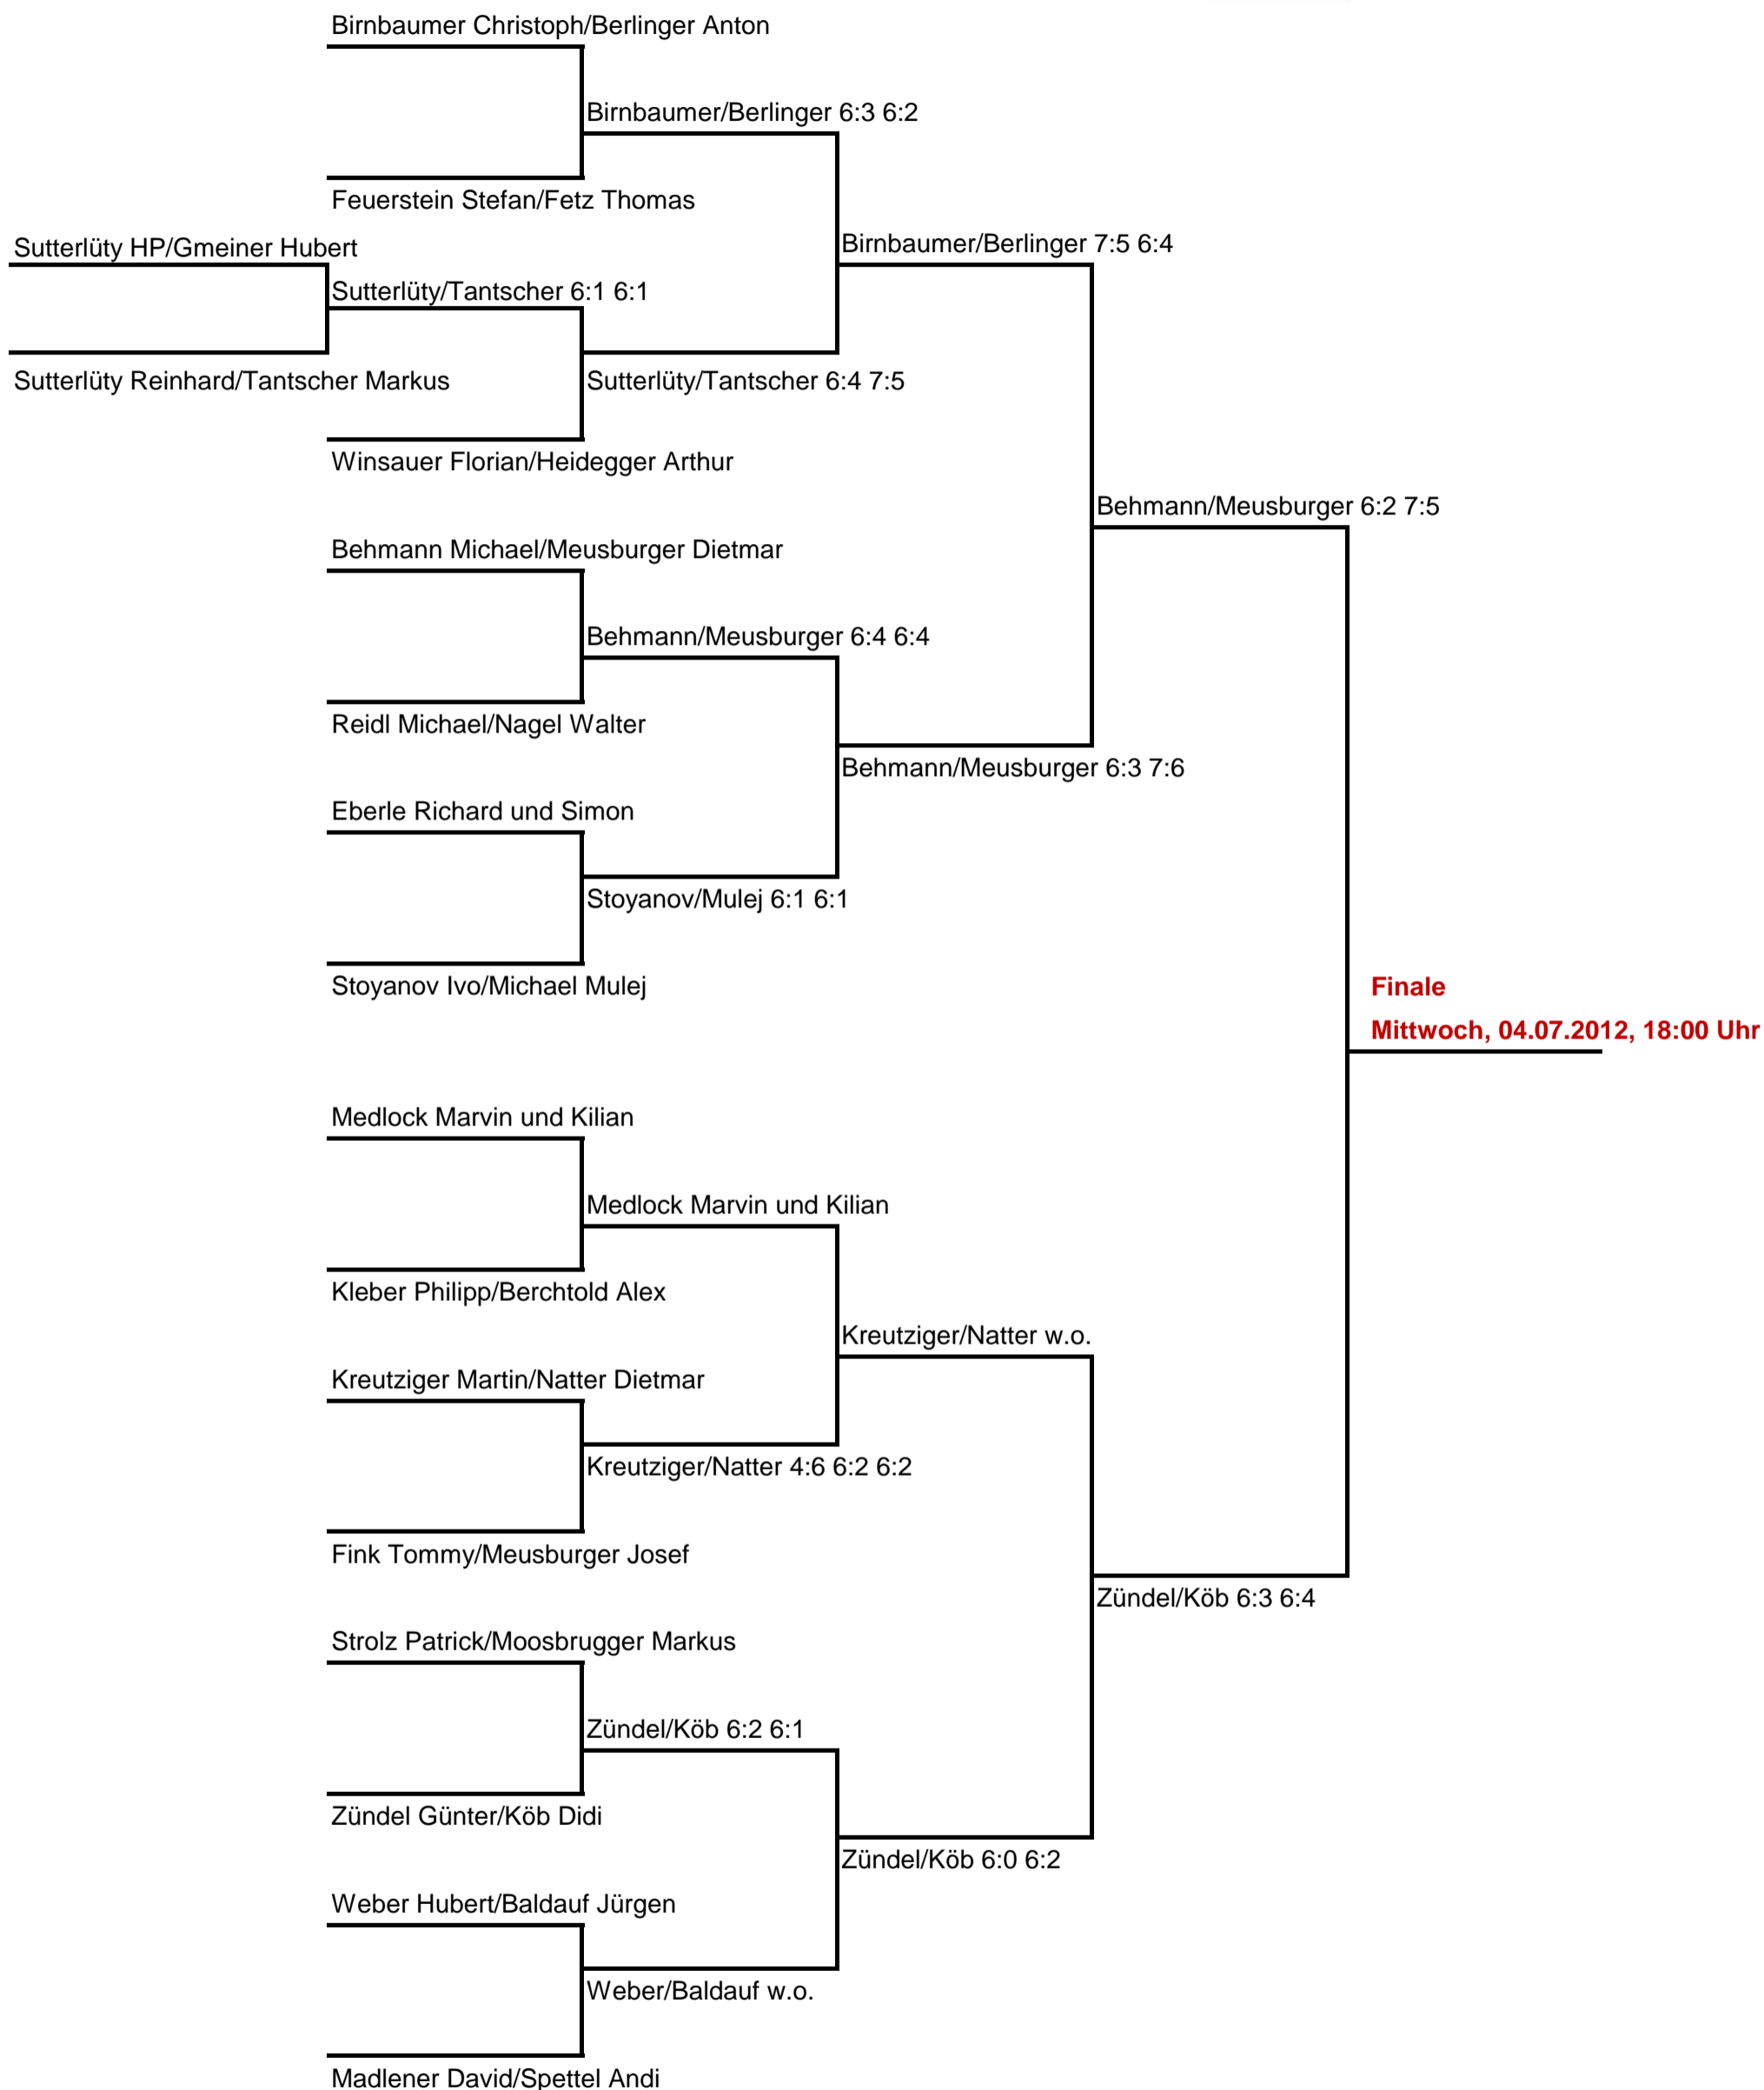 Birnbaumer Christoph/Berlinger Anton
Birnbaumer/Berlinger 6:3 6:2
Feuerstein Stefan/Fetz Thomas
Sutterlüty HP/Gmeiner Hubert
Birnbaumer/Berlinger 7:5 6:4
Sutterlüty/Tantscher 6:1 6:1
Sutterlüty Reinhard/Tantscher Markus
Sutterlüty/Tantscher 6:4 7:5
Winsauer Florian/Heidegger Arthur
Behmann/Meusburger 6:2 7:5
Behmann Michael/Meusburger Dietmar
Behmann/Meusburger 6:4 6:4
Reidl Michael/Nagel Walter
Behmann/Meusburger 6:3 7:6
Eberle Richard und Simon
Stoyanov/Mulej 6:1 6:1
Stoyanov Ivo/Michael Mulej
Finale
Mittwoch, 04.07.2012, 18:00 Uhr
Medlock Marvin und Kilian
Medlock Marvin und Kilian
Kleber Philipp/Berchtold Alex
Kreutziger/Natter w.o.
Kreutziger Martin/Natter Dietmar
Kreutziger/Natter 4:6 6:2 6:2
Fink Tommy/Meusburger Josef
Zündel/Köb 6:3 6:4
Strolz Patrick/Moosbrugger Markus
Zündel/Köb 6:2 6:1
Zündel Günter/Köb Didi
Zündel/Köb 6:0 6:2
Weber Hubert/Baldauf Jürgen
Weber/Baldauf w.o.
Madlener David/Spettel Andi